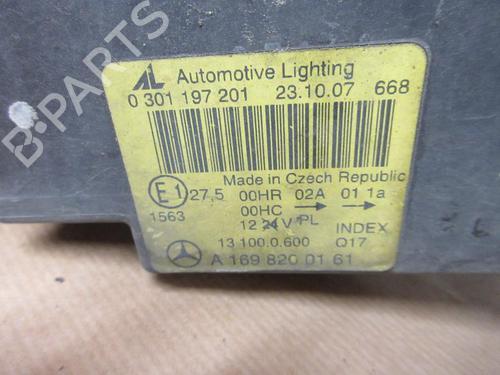 B-PARTS
AL Automotive Lighting
0 301 197 201 23.10.07 668
Made in Czech Republic
E1 27,5 00HR 02A 01 1a
1563 00HC → →
12 24V PL INDEX
13 100.0.600 Q17
A 169 820 01 61